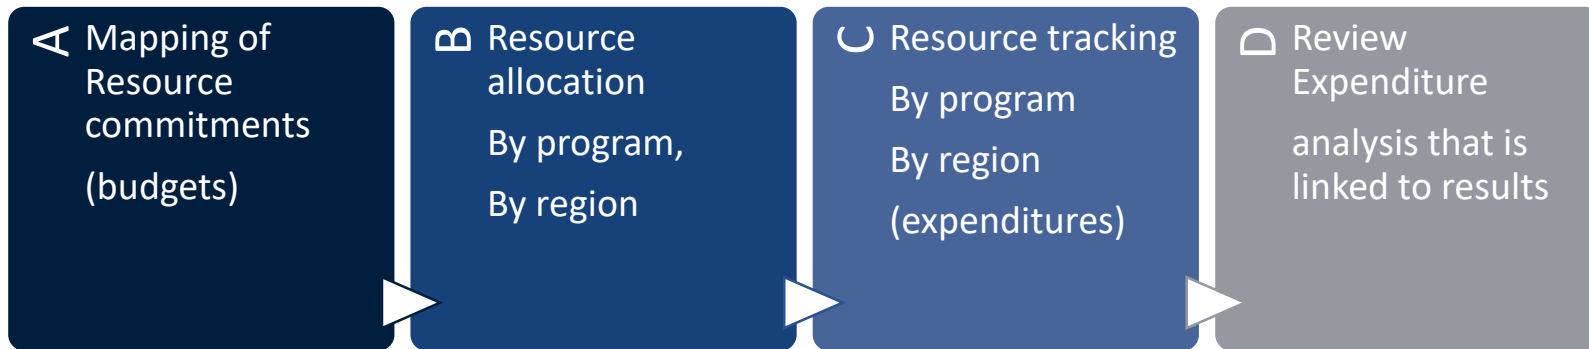 A
Mapping of
Resource
commitments
(budgets)
B
Resource
allocation
By program,
By region
C
Resource tracking
By program
By region
(expenditures)
D
Review
Expenditure
analysis that is
linked to results